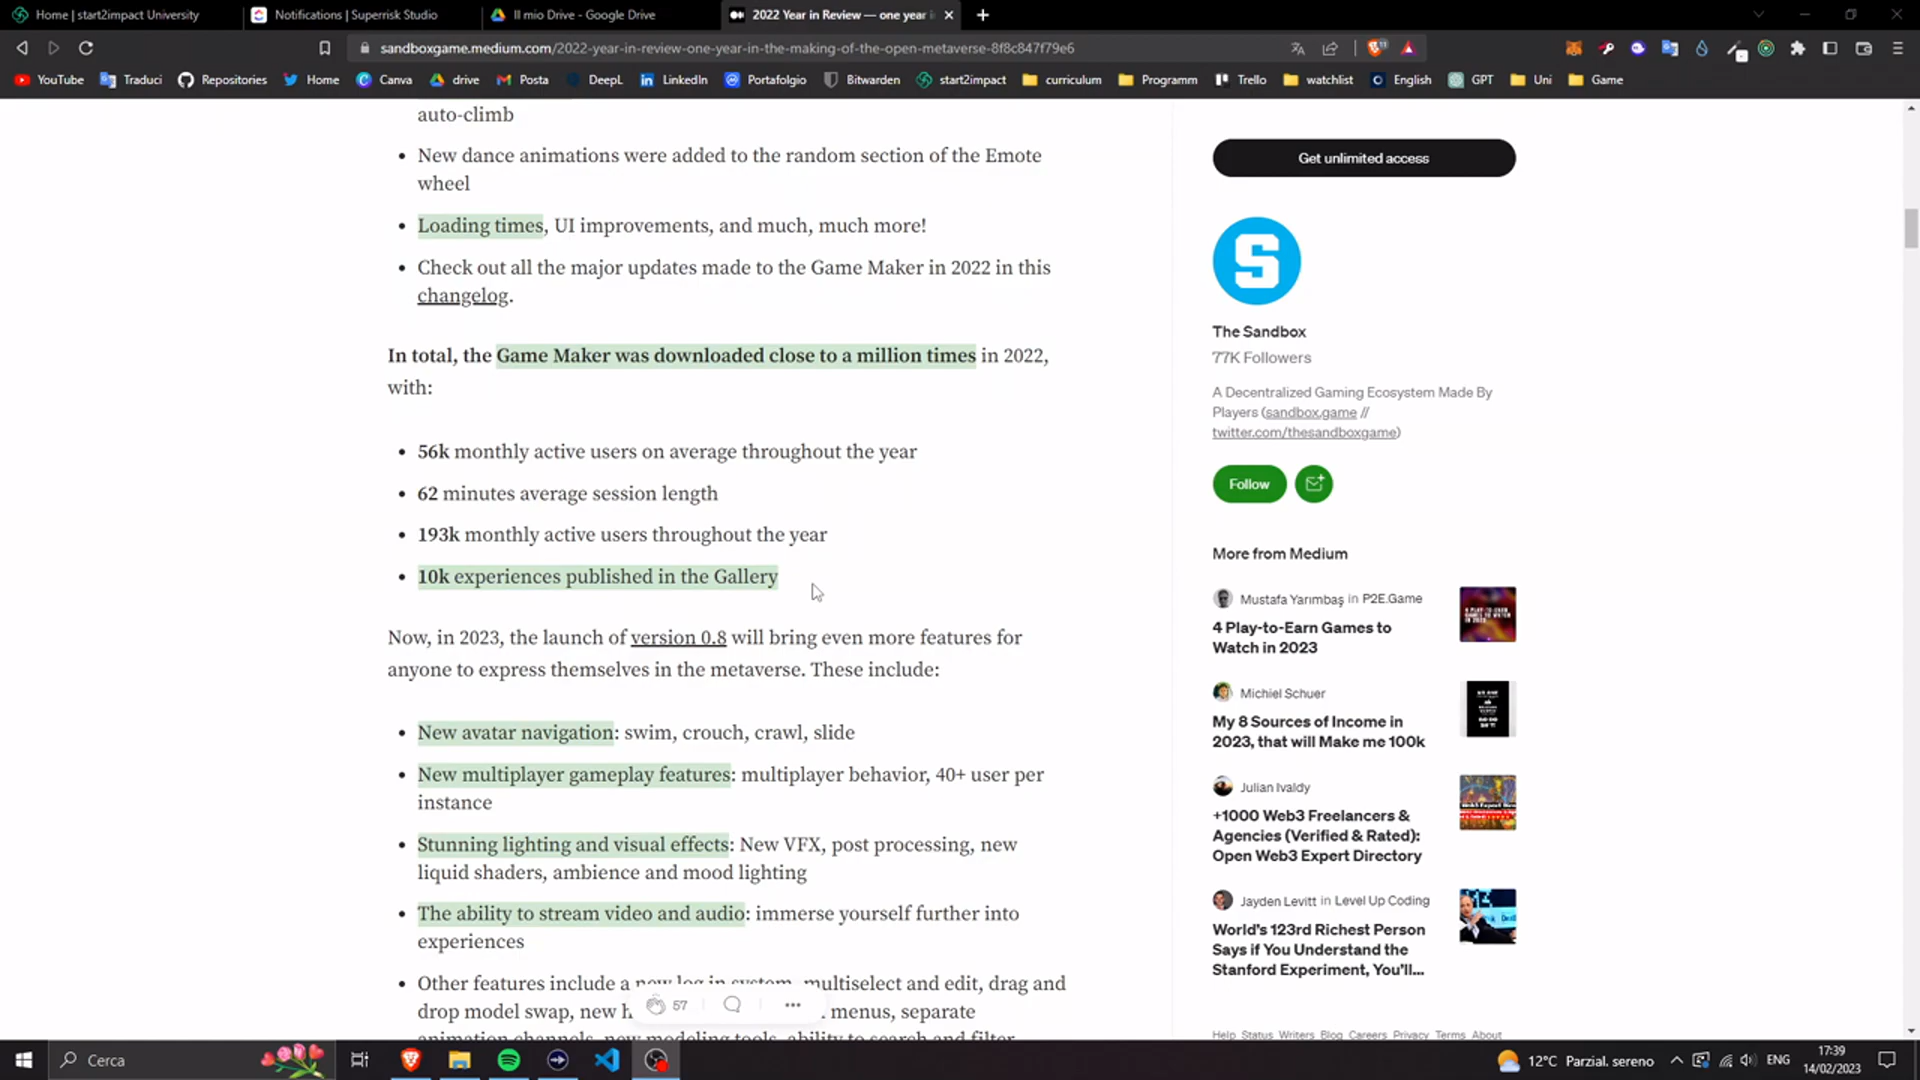 Home | start2impact University
Notifications | Superrisk Studio
Il mio Drive - Google Drive
2022 Year in Review — one year in
sandboxgame.medium.com/2022-year-in-review-one-year-in-the-making-of-the-open-metaverse-8f8c847f79e6
YouTube
Traduci
Repositories
Home
Canva
drive
Posta
DeepL
LinkedIn
Portafolgio
Bitwarden
start2impact
curriculum
Programm
Trello
watchlist
English
GPT
Uni
Game
auto-climb
• New dance animations were added to the random section of the Emote
wheel
• Loading times, UI improvements, and much, much more!
• Check out all the major updates made to the Game Maker in 2022 in this
changelog.
In total, the Game Maker was downloaded close to a million times in 2022,
with:
• 56k monthly active users on average throughout the year
• 62 minutes average session length
• 193k monthly active users throughout the year
• 10k experiences published in the Gallery
Now, in 2023, the launch of version 0.8 will bring even more features for
anyone to express themselves in the metaverse. These include:
• New avatar navigation: swim, crouch, crawl, slide
• New multiplayer gameplay features: multiplayer behavior, 40+ user per
instance
• Stunning lighting and visual effects: New VFX, post processing, new
liquid shaders, ambience and mood lighting
• The ability to stream video and audio: immerse yourself further into
experiences
• Other features include a new log in system, multiselect and edit, drag and
drop model swap, new menus, separate
animation channels, new modeling tools, ability to search and filter
57
Get unlimited access
S
The Sandbox
77K Followers
A Decentralized Gaming Ecosystem Made By
Players (sandbox.game //
twitter.com/thesandboxgame)
Follow
More from Medium
Mustafa Yarımbaş in P2E.Game
4 Play-to-Earn Games to
Watch in 2023
Michiel Schuer
My 8 Sources of Income in
2023, that will Make me 100k
Julian Ivaldy
+1000 Web3 Freelancers &
Agencies (Verified & Rated):
Open Web3 Expert Directory
Jayden Levitt in Level Up Coding
World's 123rd Richest Person
Says if You Understand the
Stanford Experiment, You'll...
Help Status Writers Blog Careers Privacy Terms About
Cerca
12°C Parzial. sereno
ENG
17:39
14/02/2023